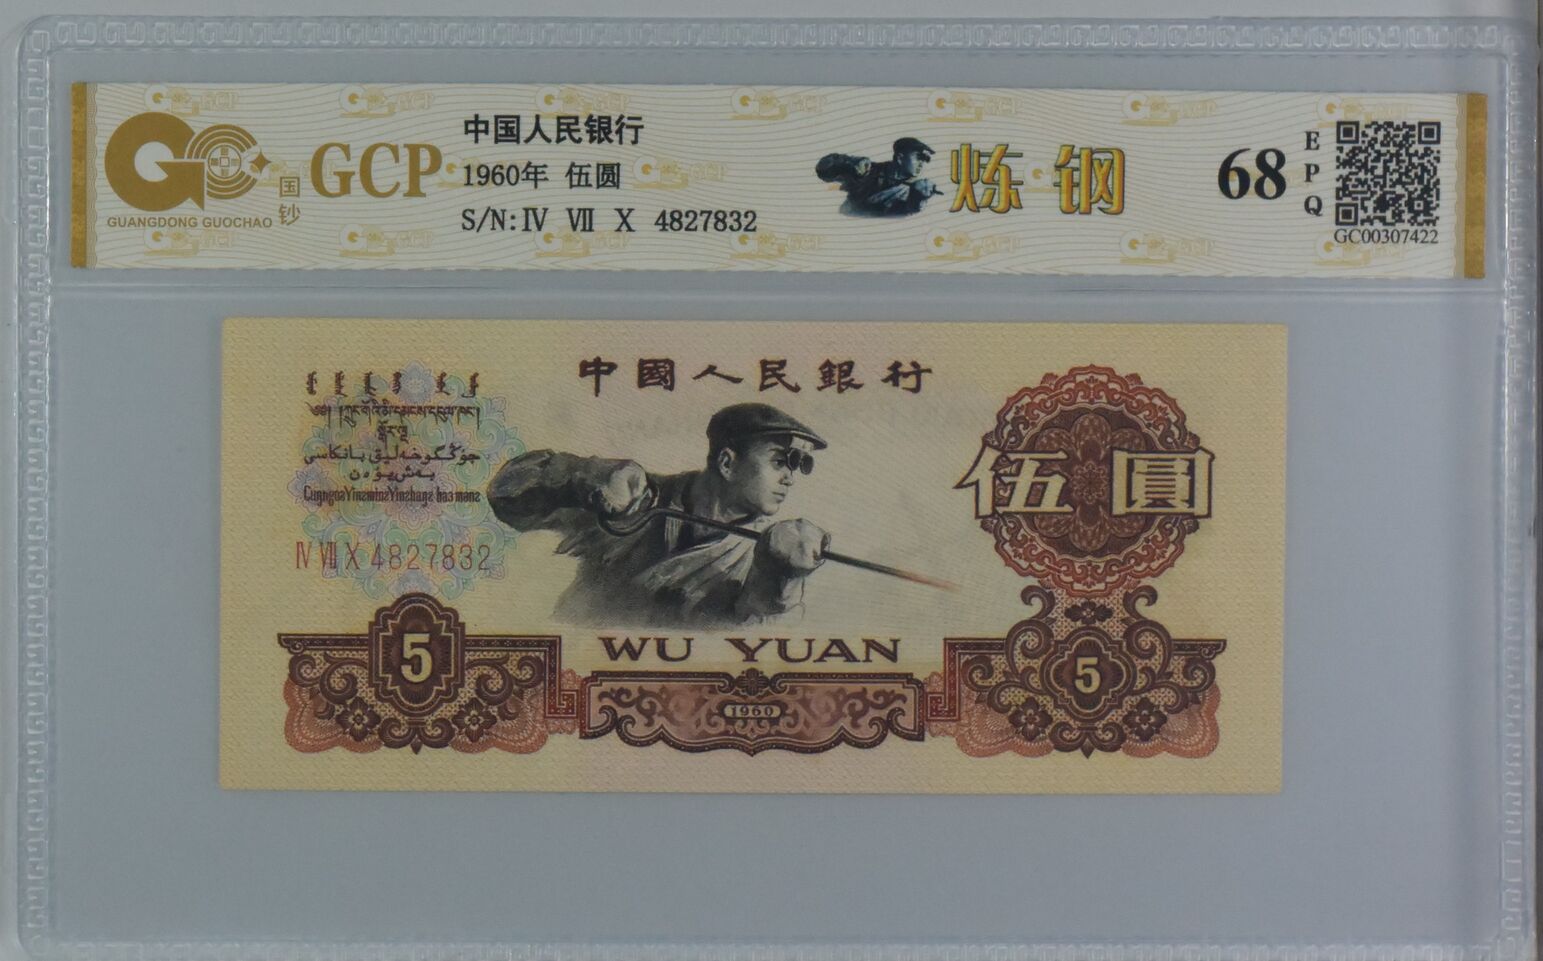 GUANGDONG GUOCHAO
国钞
GCP
中国人民银行
1960年 伍圆
S/N: Ⅳ Ⅶ Ⅹ 4827832
炼钢
68
EPQ
GC00307422
中國人民銀行
Ⅳ Ⅶ Ⅹ 4827832
伍圓
WU YUAN
5
5
1960